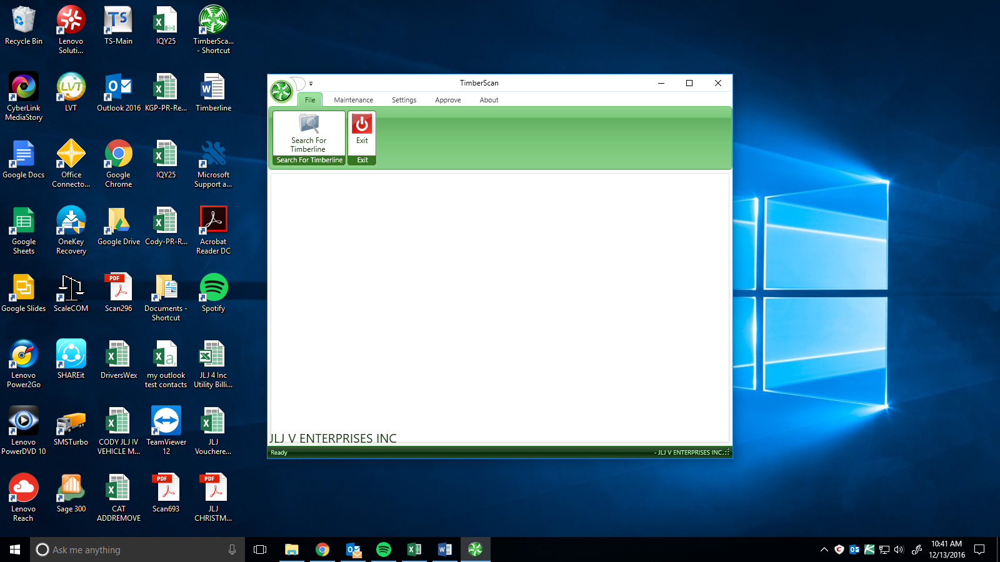 Recycle Bin
Lenovo
Soluti...
TS
TS-Main
IQY25
TimberSca...
- Shortcut
CyberLink
MediaStory
LVT
LVT
Outlook 2016
KGP-PR-Re...
Timberline
Google Docs
Office
Connecto...
Google
Chrome
IQY25
Microsoft
Support a...
Google
Sheets
OneKey
Recovery
Google Drive
Cody-PR-R...
Acrobat
Reader DC
Google Slides
ScaleCOM
PDF
Scan296
Documents -
Shortcut
Spotify
Lenovo
Power2Go
SHAREit
DriversWex
a,
my outlook
test contacts
JLJ 4 Inc
Utility Billi...
Lenovo
PowerDVD 10
SMSTurbo
CODY JLJ IV
VEHICLE M...
TeamViewer
12
JLJ
Vouchere...
Lenovo
Reach
Sage 300
CAT
ADDREMOVE
PDF
Scan693
PDF
JLJ
CHRISTM...
TimberScan
File Maintenance Settings Approve About
Search For
Timberline
Search For Timberline
Exit
Exit
JLJ V ENTERPRISES INC
Ready
- JLJ V ENTERPRISES INC.
Ask me anything
10:41 AM
12/13/2016